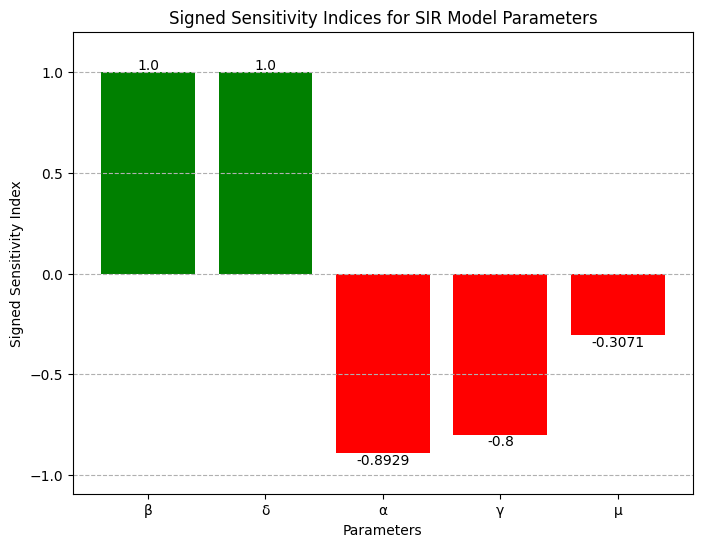 Signed Sensitivity Indices for SIR Model Parameters
Signed Sensitivity Index
1.0
0.5
0.0
−0.5
−1.0
1.0
1.0
-0.8929
-0.8
-0.3071
β
δ
α
γ
μ
Parameters